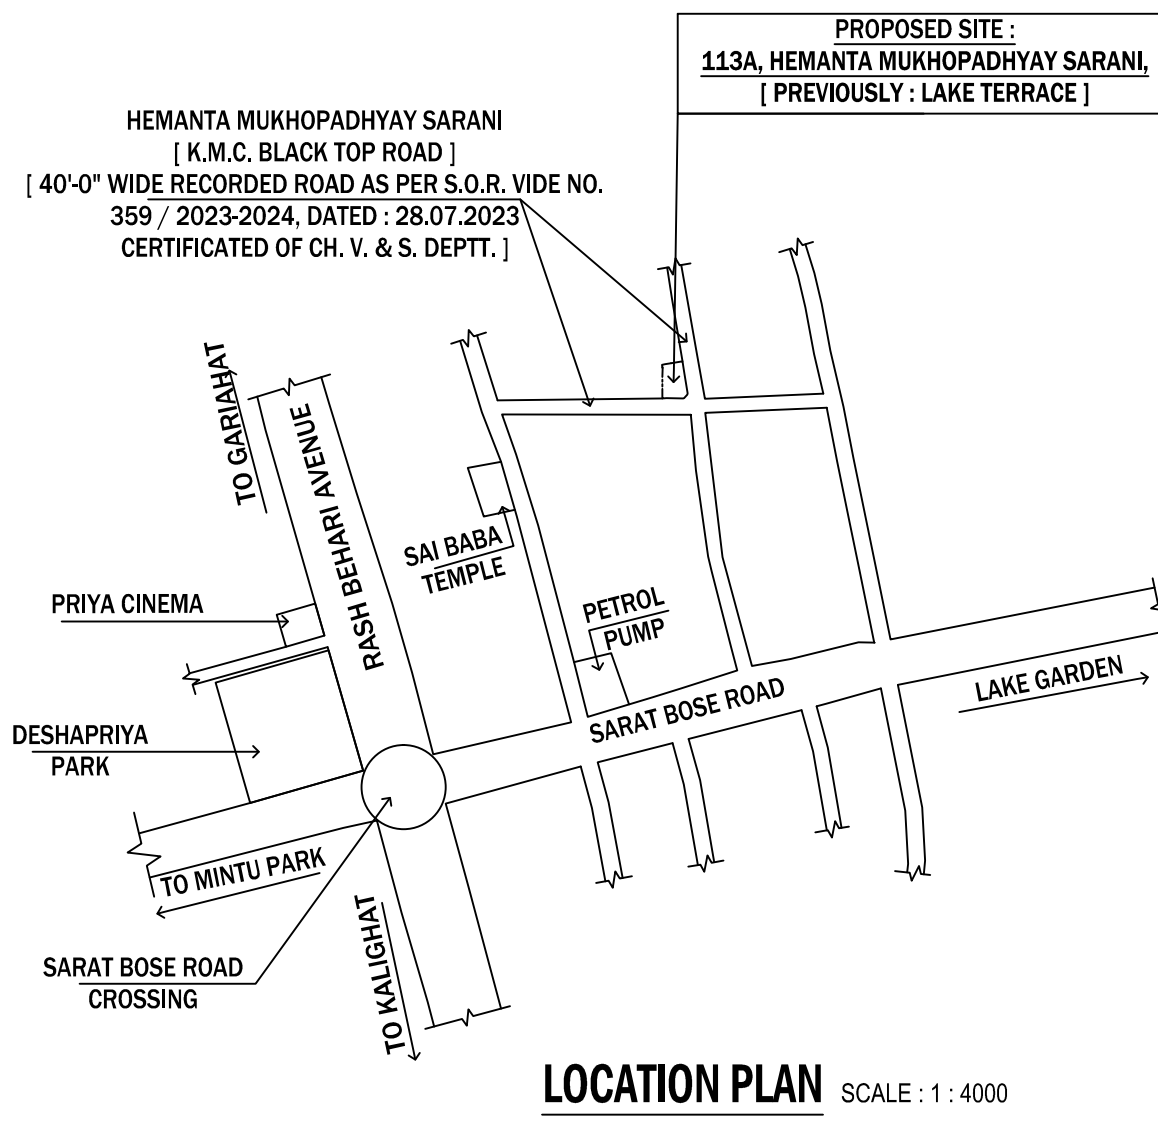 PROPOSED SITE :
113A, HEMANTA MUKHOPADHYAY SARANI,
[ PREVIOUSLY : LAKE TERRACE ]
HEMANTA MUKHOPADHYAY SARANI
[ K.M.C. BLACK TOP ROAD ]
[ 40'-0" WIDE RECORDED ROAD AS PER S.O.R. VIDE NO.
359 / 2023-2024, DATED : 28.07.2023
CERTIFICATED OF CH. V. & S. DEPTT. ]
TO GARIAHAT
RASH BEHARI AVENUE
SAI BABA
TEMPLE
PRIYA CINEMA
PETROL
PUMP
SARAT BOSE ROAD
LAKE GARDEN
DESHAPRIYA
PARK
TO MINTU PARK
TO KALIGHAT
SARAT BOSE ROAD
CROSSING
LOCATION PLAN
SCALE : 1 : 4000